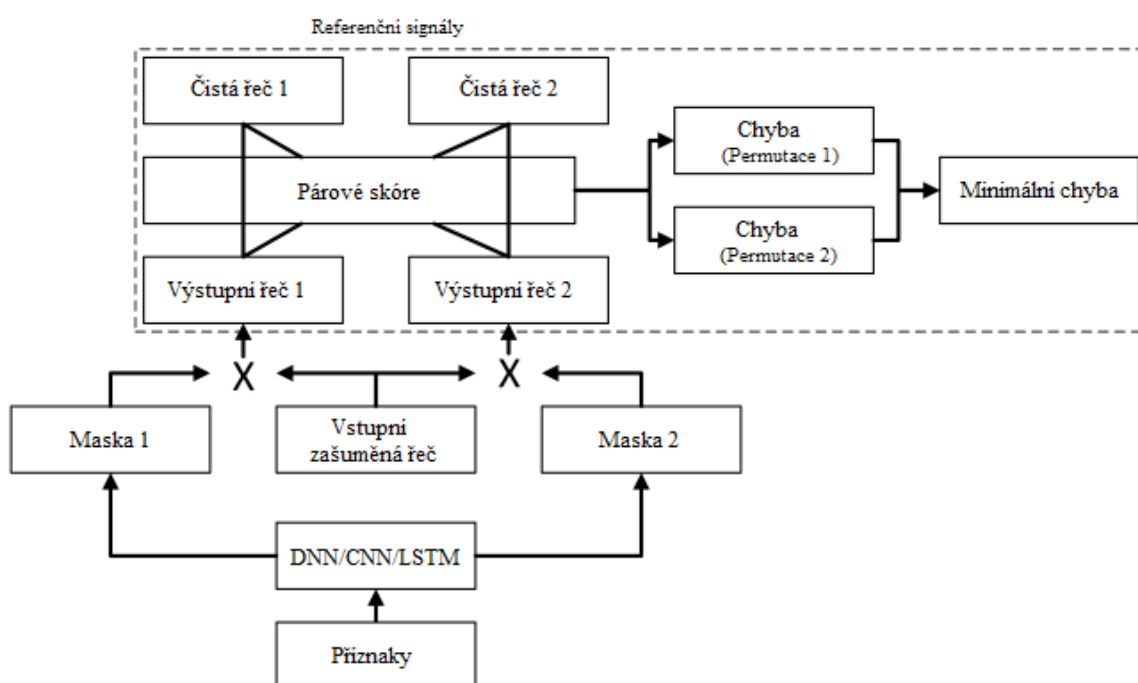 Referenční signály
Čistá řeč 1
Čistá řeč 2
Chyba
(Permutace 1)
Párové skóre
Minimální chyba
Chyba
(Permutace 2)
Výstupní řeč 1
Výstupní řeč 2
X
X
Maska 1
Vstupní
zašuměná řeč
Maska 2
DNN/CNN/LSTM
Příznaky